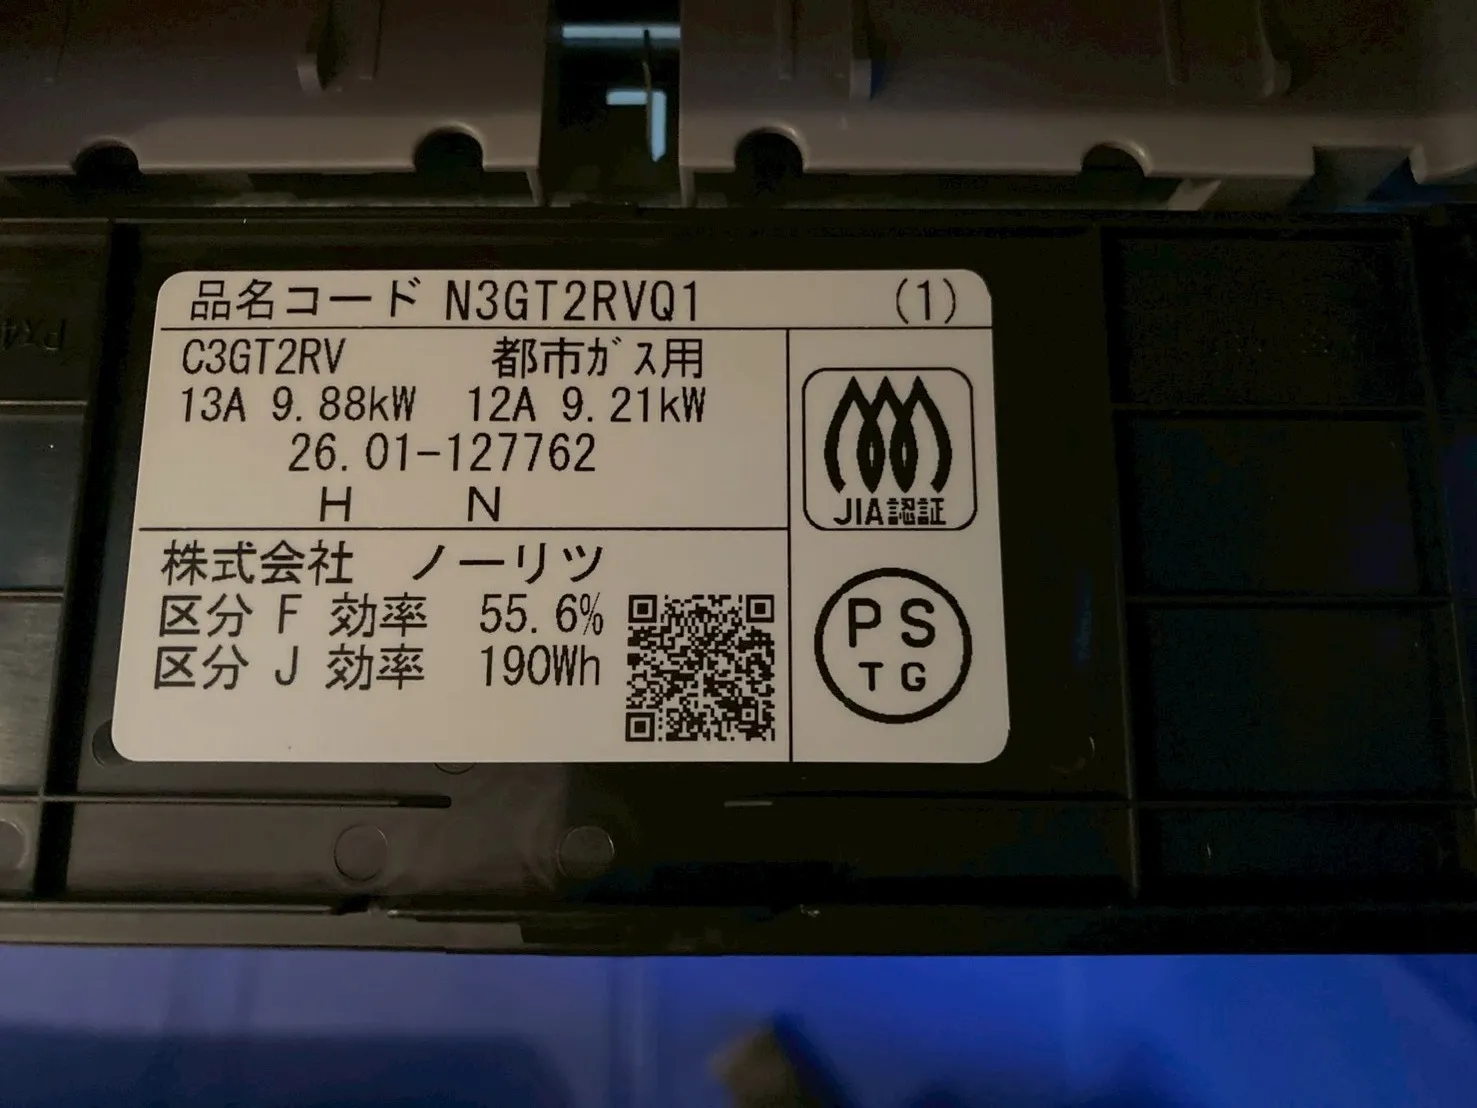 品名コード N3GT2RVQ1 (1)
C3GT2RV 都市ガス用
13A 9.88kW 12A 9.21kW
26.01-127762
H N
株式会社 ノーリツ
区分 F 効率 55.6%
区分 J 効率 190Wh
JIA認証
PS
TG